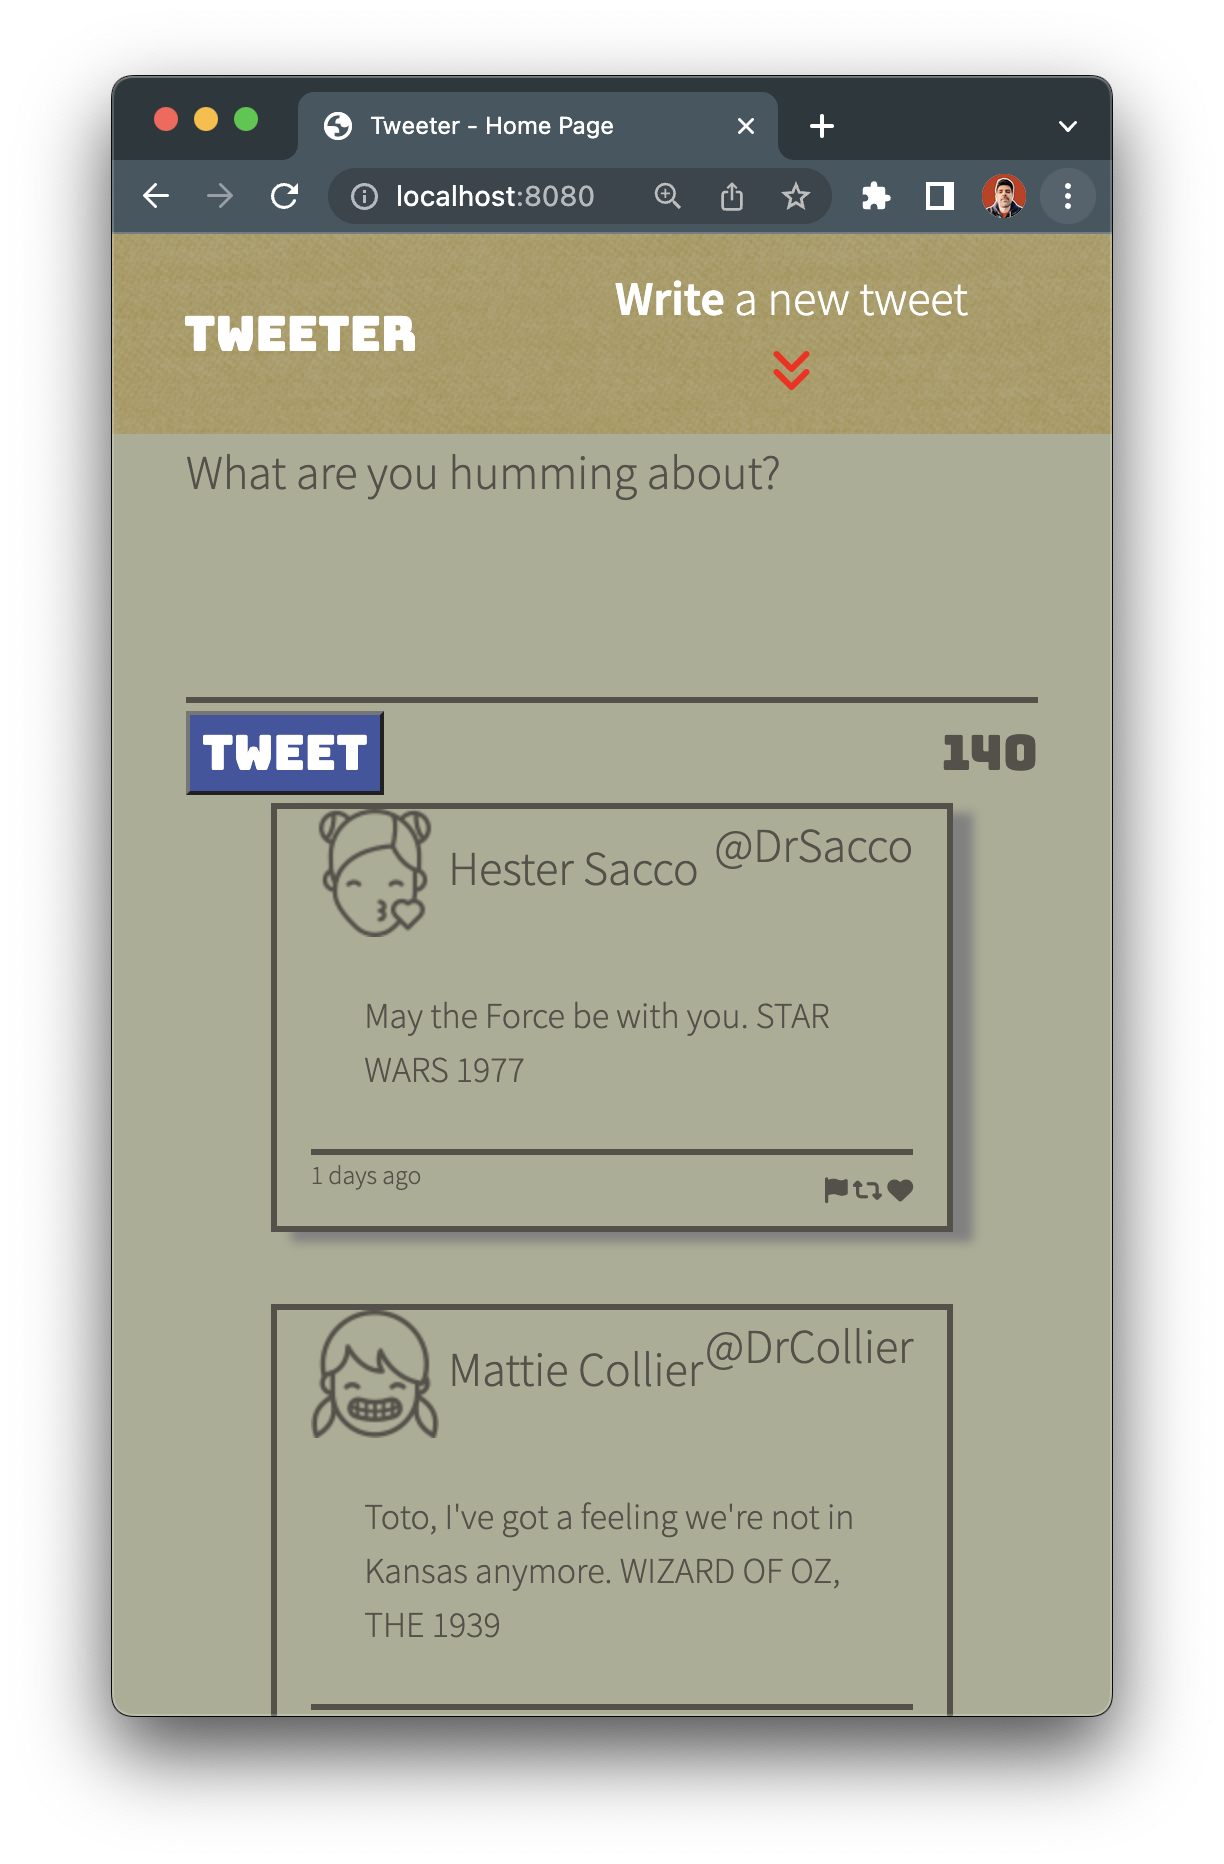 Tweeter - Home Page
localhost:8080
Write a new tweet
TWEETER
What are you humming about?
TWEET
140
Hester Sacco @DrSacco
May the Force be with you. STAR
WARS 1977
1 days ago
Mattie Collier @DrCollier
Toto, I've got a feeling we're not in
Kansas anymore. WIZARD OF OZ,
THE 1939